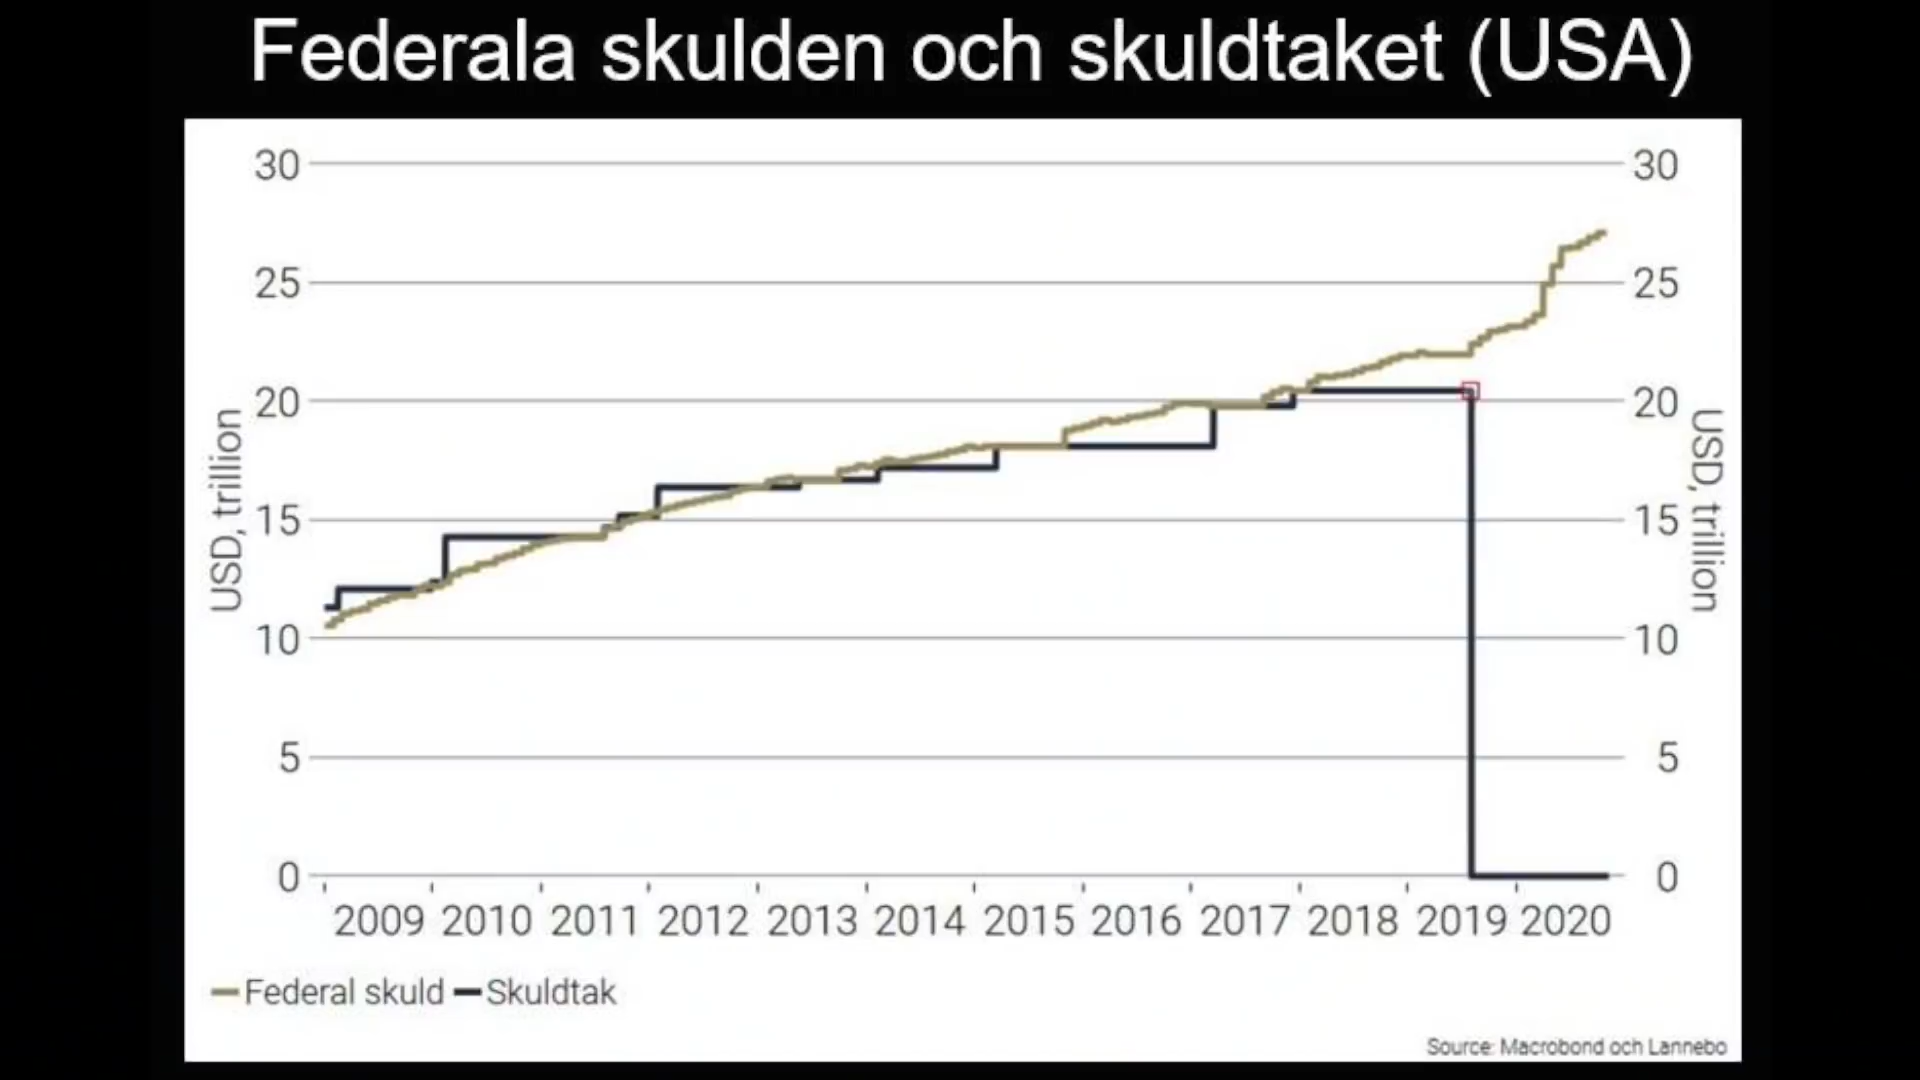 Federala skulden och skuldtaket (USA)
30 30
25 25
20 20
15 15
10 10
5 5
0 0
USD, trillion
USD, trillion
2009 2010 2011 2012 2013 2014 2015 2016 2017 2018 2019 2020
Federal skuld Skuldtak
Source: Macrobond och Lannebo